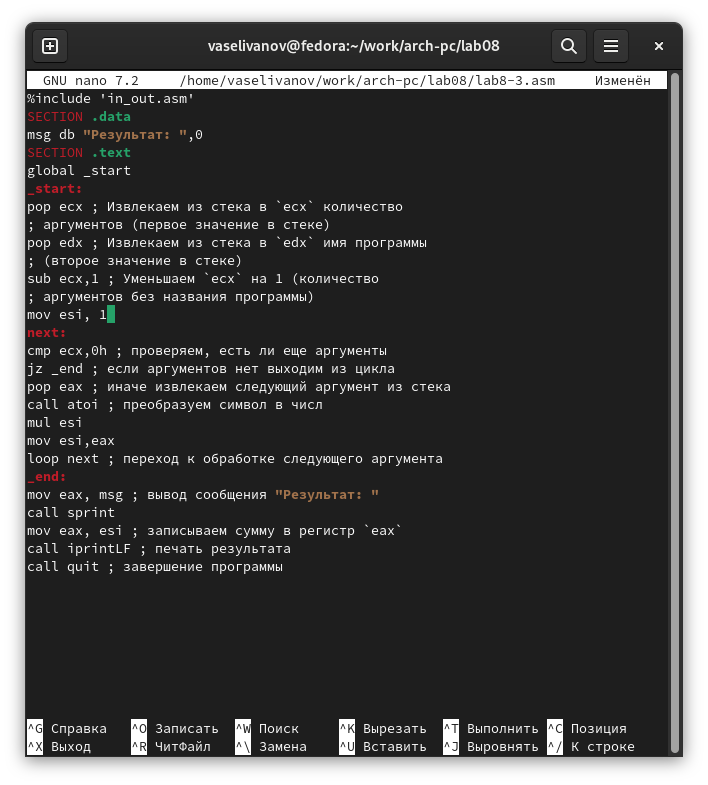 vaselivanov@fedora:~/work/arch-pc/lab08
GNU nano 7.2 /home/vaselivanov/work/arch-pc/lab08/lab8-3.asm Изменён
%include 'in_out.asm'
SECTION .data
msg db "Результат: ",0
SECTION .text
global _start
_start:
pop ecx ; Извлекаем из стека в `ecx` количество
; аргументов (первое значение в стеке)
pop edx ; Извлекаем из стека в `edx` имя программы
; (второе значение в стеке)
sub ecx,1 ; Уменьшаем `ecx` на 1 (количество
; аргументов без названия программы)
mov esi, 1
next:
cmp ecx,0h ; проверяем, есть ли еще аргументы
jz _end ; если аргументов нет выходим из цикла
pop eax ; иначе извлекаем следующий аргумент из стека
call atoi ; преобразуем символ в числ
mul esi
mov esi,eax
loop next ; переход к обработке следующего аргумента
_end:
mov eax, msg ; вывод сообщения "Результат: "
call sprint
mov eax, esi ; записываем сумму в регистр `eax`
call iprintLF ; печать результата
call quit ; завершение программы
^G Справка ^O Записать ^W Поиск ^K Вырезать ^T Выполнить ^C Позиция
^X Выход ^R ЧитФайл ^\ Замена ^U Вставить ^J Выровнять ^/ К строке